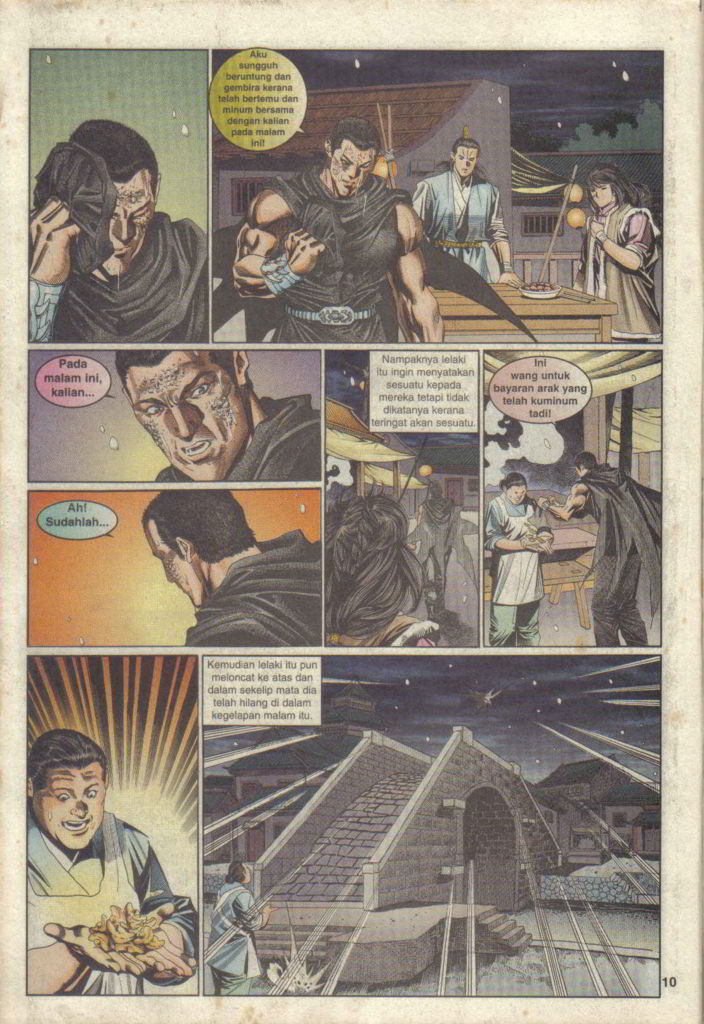 Aku
sungguh
beruntung dan
gembira kerana
telah bertemu dan
minum bersama
dengan kalian
pada malam
ini!
Pada
malam ini,
kalian...
Ah!
Sudahlah...
Nampaknya lelaki
itu ingin menyatakan
sesuatu kepada
mereka tetapi tidak
dikatanya kerana
teringat akan sesuatu.
Ini
wang untuk
bayaran arak yang
telah kuminum
tadi!
Kemudian lelaki itu pun
meloncat ke atas dan
dalam sekelip mata dia
telah hilang di dalam
kegelapan malam itu.
10